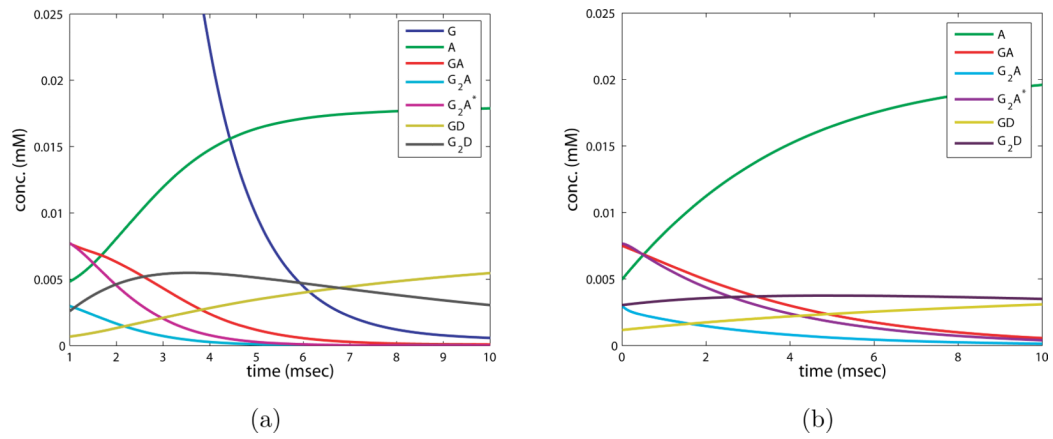 0.025
0.02
0.015
0.01
0.005
0
conc. (mM)
1 2 3 4 5 6 7 8 9 10
time (msec)
G
A
GA
G₂A
G₂A*
GD
G₂D
(a)
0.025
0.02
0.015
0.01
0.005
0
conc. (mM)
0 2 4 6 8 10
time (msec)
A
GA
G₂A
G₂A*
GD
G₂D
(b)